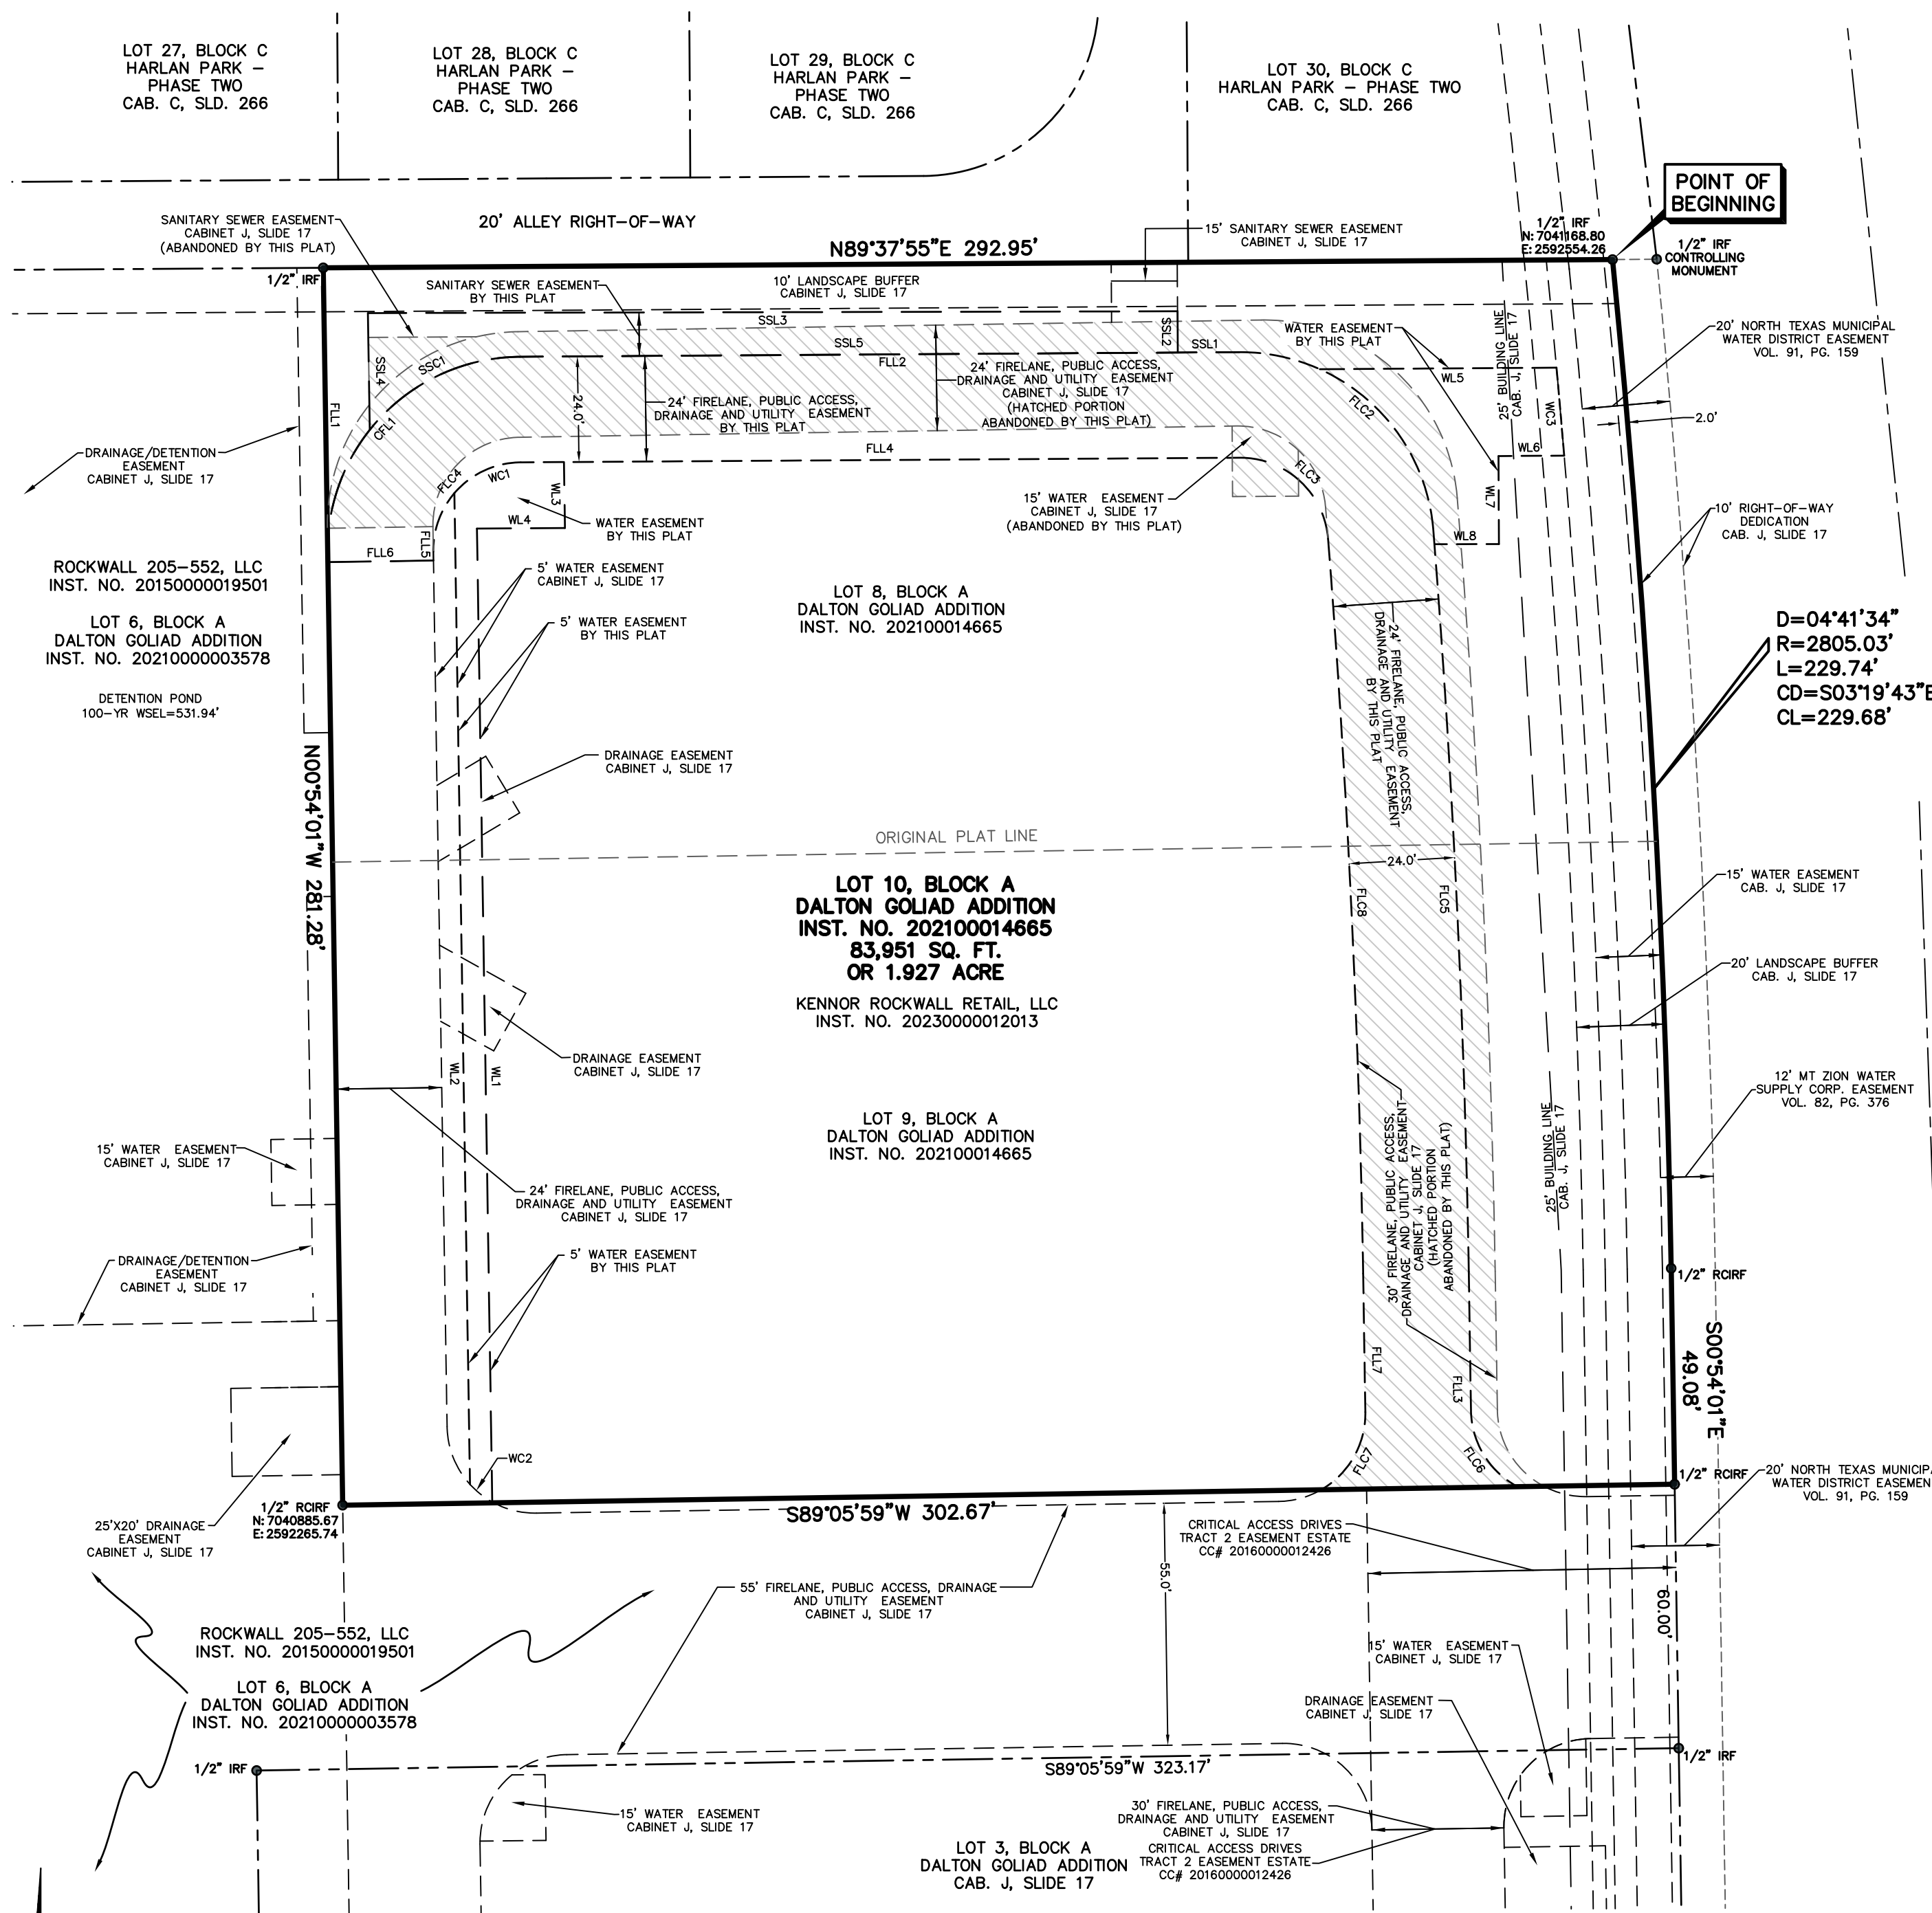 LOT 27, BLOCK C
HARLAN PARK –
PHASE TWO
CAB. C, SLD. 266
LOT 28, BLOCK C
HARLAN PARK –
PHASE TWO
CAB. C, SLD. 266
LOT 29, BLOCK C
HARLAN PARK –
PHASE TWO
CAB. C, SLD. 266
LOT 30, BLOCK C
HARLAN PARK – PHASE TWO
CAB. C, SLD. 266
POINT OF
BEGINNING
SANITARY SEWER EASEMENT
CABINET J, SLIDE 17
(ABANDONED BY THIS PLAT)
20' ALLEY RIGHT–OF–WAY
N89°37'55"E 292.95'
15' SANITARY SEWER EASEMENT
CABINET J, SLIDE 17
1/2" IRF
N: 7041168.80
E: 2592554.26
1/2" IRF
CONTROLLING
MONUMENT
1/2" IRF
SANITARY SEWER EASEMENT
BY THIS PLAT
10' LANDSCAPE BUFFER
CABINET J, SLIDE 17
SSL3
SSL2
SSL5
SSL1
SSL4
SSC1
FLL2
WATER EASEMENT
BY THIS PLAT
25' BUILDING LINE
CAB. J, SLIDE 17
20' NORTH TEXAS MUNICIPAL
WATER DISTRICT EASEMENT
VOL. 91, PG. 159
WL5
WC3
2.0'
FLL1
CFL1
24.0'
24' FIRELANE, PUBLIC ACCESS,
DRAINAGE AND UTILITY EASEMENT
BY THIS PLAT
24' FIRELANE, PUBLIC ACCESS,
DRAINAGE AND UTILITY EASEMENT
CABINET J, SLIDE 17
(HATCHED PORTION
ABANDONED BY THIS PLAT)
FLC2
WL6
DRAINAGE/DETENTION
EASEMENT
CABINET J, SLIDE 17
FLL4
FLC4
WC1
WL3
FLC3
WL7
15' WATER EASEMENT
CABINET J, SLIDE 17
(ABANDONED BY THIS PLAT)
WL4
WATER EASEMENT
BY THIS PLAT
WL8
10' RIGHT–OF–WAY
DEDICATION
CAB. J, SLIDE 17
FLL5
FLL6
ROCKWALL 205–552, LLC
INST. NO. 20150000019501
LOT 6, BLOCK A
DALTON GOLIAD ADDITION
INST. NO. 20210000003578
DETENTION POND
100–YR WSEL=531.94'
5' WATER EASEMENT
CABINET J, SLIDE 17
5' WATER EASEMENT
BY THIS PLAT
LOT 8, BLOCK A
DALTON GOLIAD ADDITION
INST. NO. 202100014665
24' FIRELANE, PUBLIC ACCESS,
DRAINAGE AND UTILITY EASEMENT
BY THIS PLAT
D=04°41'34"
R=2805.03'
L=229.74'
CD=S03°19'43"E
CL=229.68'
N00°54'01"W 281.28'
DRAINAGE EASEMENT
CABINET J, SLIDE 17
ORIGINAL PLAT LINE
24.0'
FLC8
FLC5
LOT 10, BLOCK A
DALTON GOLIAD ADDITION
INST. NO. 202100014665
83,951 SQ. FT.
OR 1.927 ACRE
KENNOR ROCKWALL RETAIL, LLC
INST. NO. 20230000012013
15' WATER EASEMENT
CAB. J, SLIDE 17
20' LANDSCAPE BUFFER
CAB. J, SLIDE 17
DRAINAGE EASEMENT
CABINET J, SLIDE 17
WL2
WL1
12' MT ZION WATER
SUPPLY CORP. EASEMENT
VOL. 82, PG. 376
LOT 9, BLOCK A
DALTON GOLIAD ADDITION
INST. NO. 202100014665
30' FIRELANE, PUBLIC ACCESS,
DRAINAGE AND UTILITY EASEMENT
CABINET J, SLIDE 17
(HATCHED PORTION
ABANDONED BY THIS PLAT)
25' BUILDING LINE
CAB. J, SLIDE 17
15' WATER EASEMENT
CABINET J, SLIDE 17
24' FIRELANE, PUBLIC ACCESS,
DRAINAGE AND UTILITY EASEMENT
CABINET J, SLIDE 17
DRAINAGE/DETENTION
EASEMENT
CABINET J, SLIDE 17
5' WATER EASEMENT
BY THIS PLAT
1/2" RCIRF
S00°54'01"E
49.08'
FLL7
FLL3
FLC7
FLC6
WC2
1/2" RCIRF
N: 7040885.67
E: 2592265.74
S89°05'59"W 302.67'
1/2" RCIRF
20' NORTH TEXAS MUNICIPA
WATER DISTRICT EASEMEN
VOL. 91, PG. 159
25'X20' DRAINAGE
EASEMENT
CABINET J, SLIDE 17
CRITICAL ACCESS DRIVES
TRACT 2 EASEMENT ESTATE
CC# 20160000012426
55.0'
60.00'
55' FIRELANE, PUBLIC ACCESS, DRAINAGE
AND UTILITY EASEMENT
CABINET J, SLIDE 17
ROCKWALL 205–552, LLC
INST. NO. 20150000019501
LOT 6, BLOCK A
DALTON GOLIAD ADDITION
INST. NO. 20210000003578
15' WATER EASEMENT
CABINET J, SLIDE 17
DRAINAGE EASEMENT
CABINET J, SLIDE 17
1/2" IRF
S89°05'59"W 323.17'
1/2" IRF
15' WATER EASEMENT
CABINET J, SLIDE 17
30' FIRELANE, PUBLIC ACCESS,
DRAINAGE AND UTILITY EASEMENT
CABINET J, SLIDE 17
CRITICAL ACCESS DRIVES
TRACT 2 EASEMENT ESTATE
CC# 20160000012426
LOT 3, BLOCK A
DALTON GOLIAD ADDITION
CAB. J, SLIDE 17